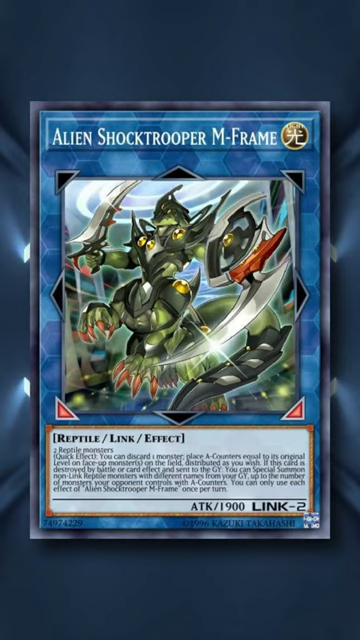 ALIEN SHOCKTROOPER M-FRAME
光
[REPTILE / LINK / EFFECT]
2 Reptile monsters
(Quick Effect): You can discard 1 monster; place A-Counters equal to its original
Level on face-up monster(s) on the field, distributed as you wish. If this card is
destroyed by battle or card effect and sent to the GY: You can Special Summon
non-Link Reptile monsters with different names from your GY, up to the
number of monsters your opponent controls with A-Counters. You can only use each
effect of "Alien Shocktrooper M-Frame" once per turn.
ATK/1900 LINK-2
74974229 ©1996 KAZUKI TAKAHASHI